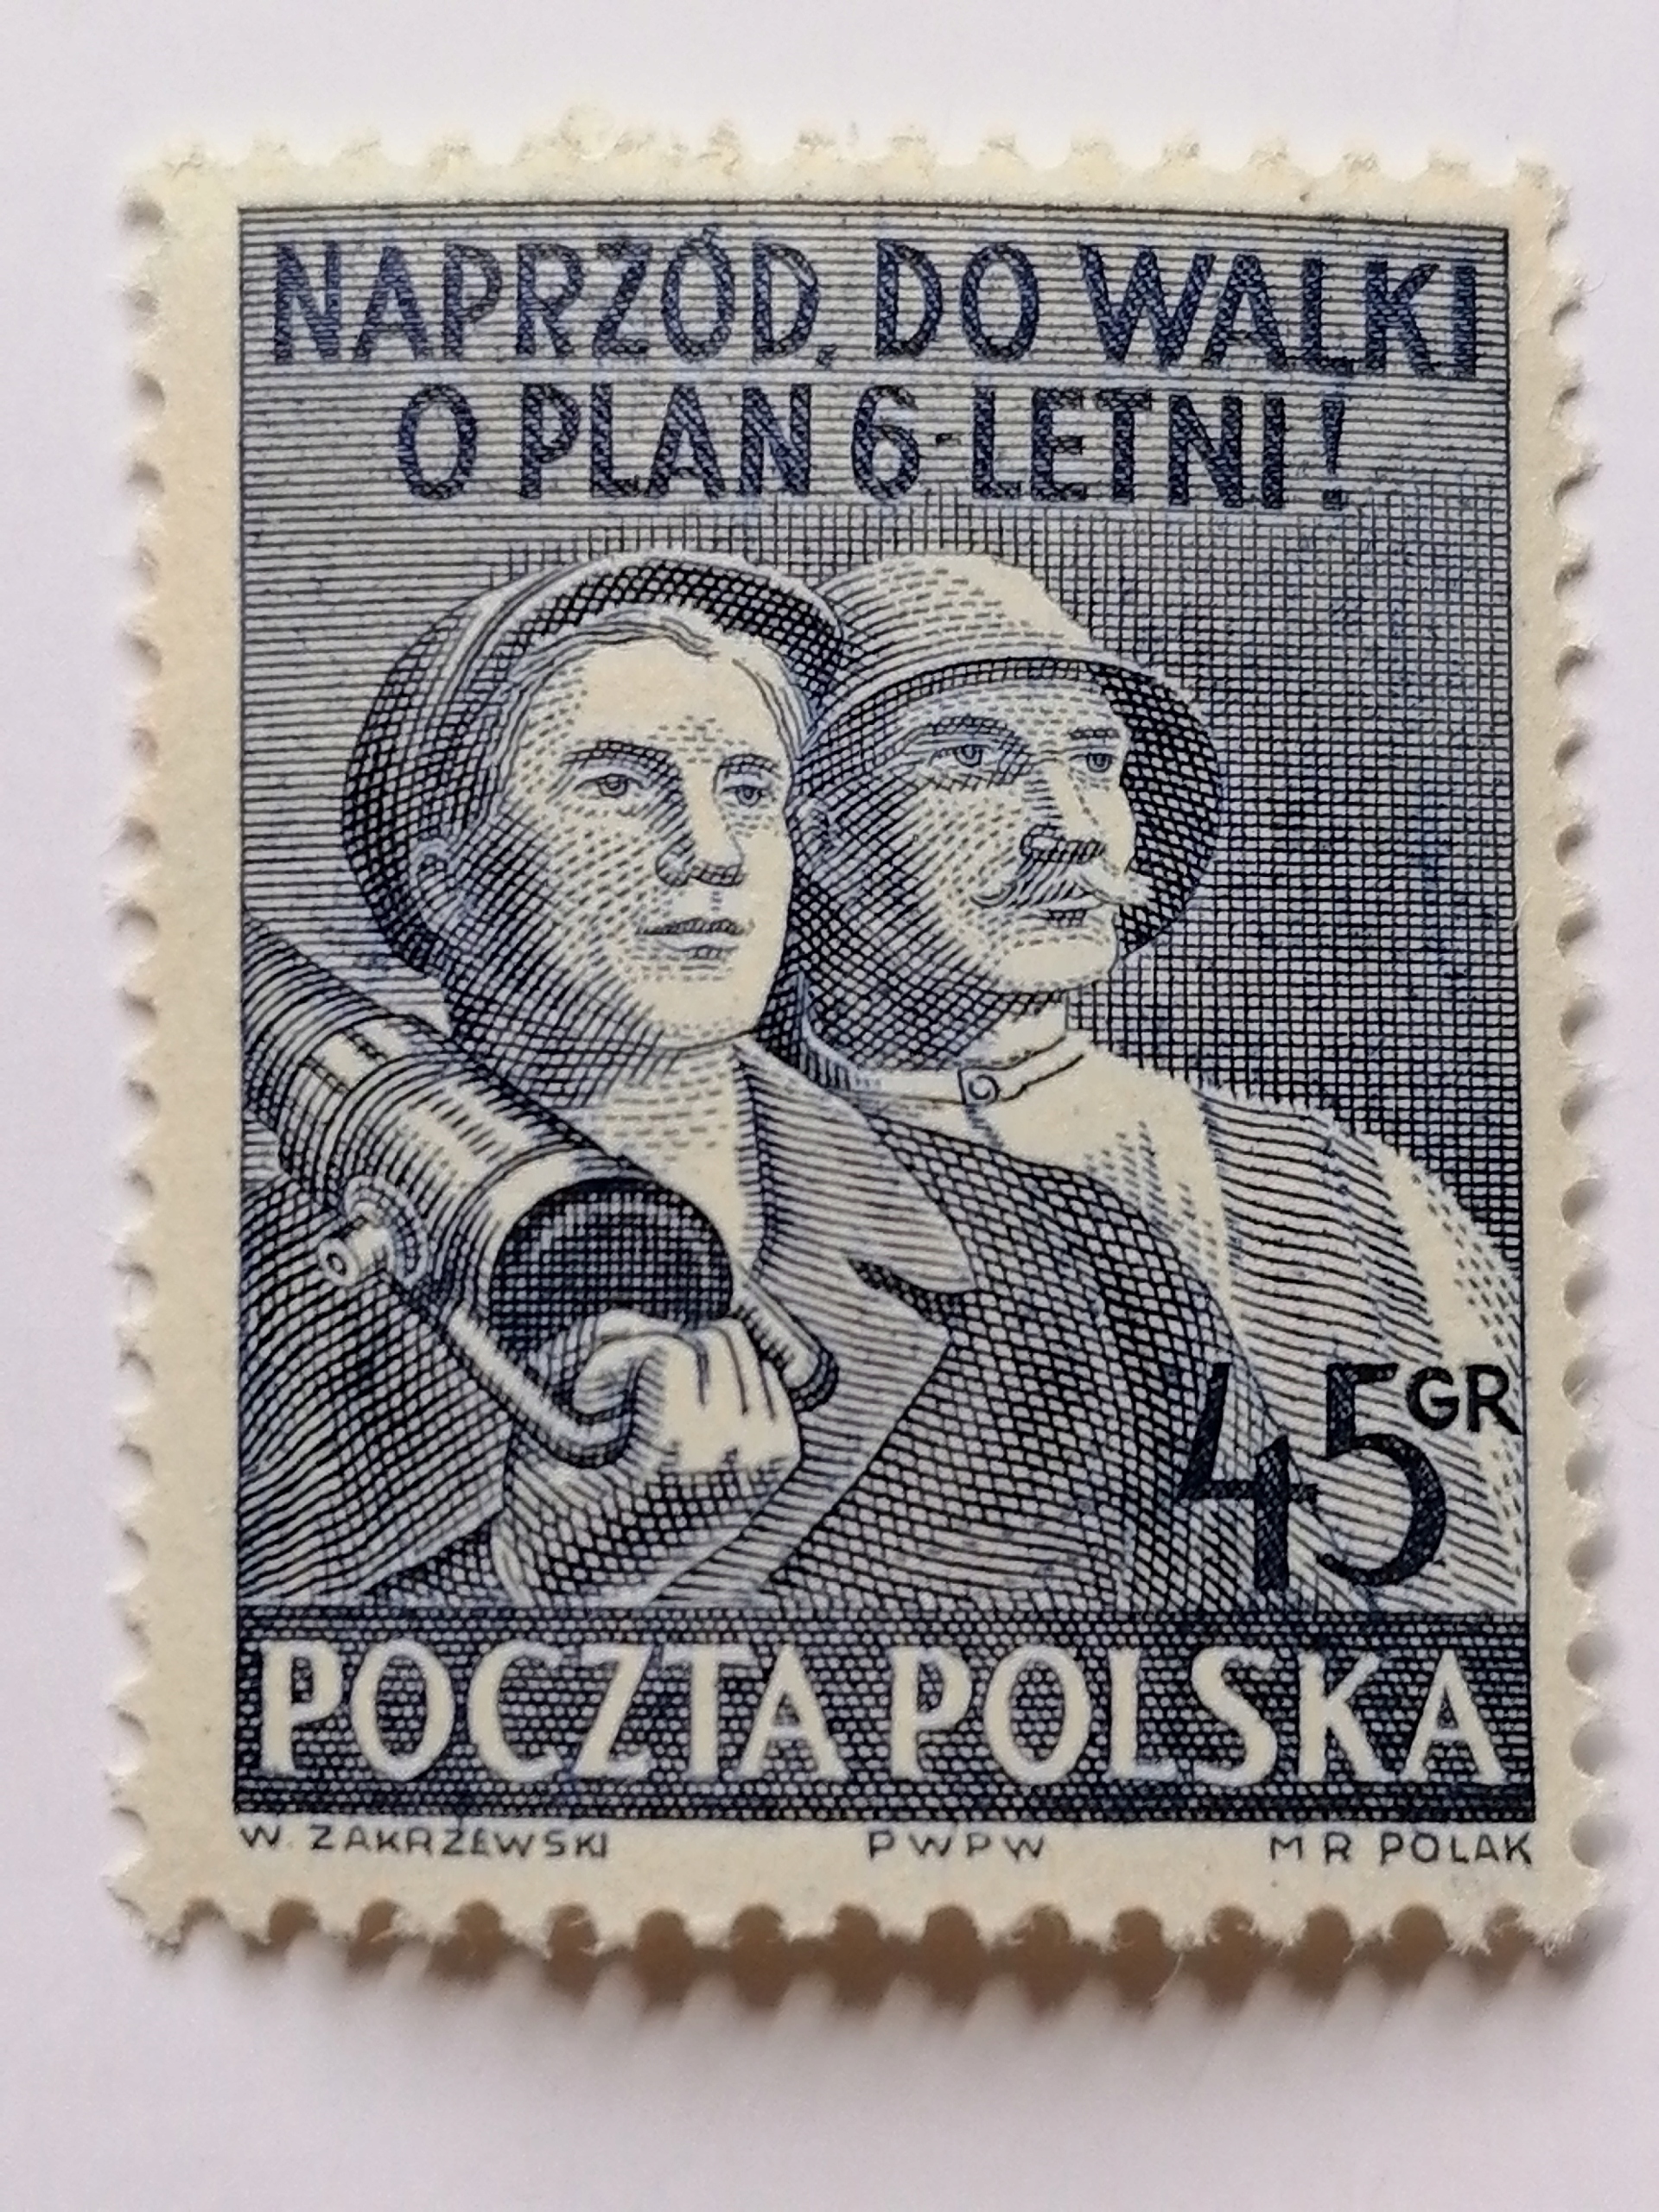 NAPRZÓD, DO WALKI
O PLAN 6-LETNI!
45 GR
POCZTA POLSKA
W. ZAKRZEWSKI PWPW M R POLAK